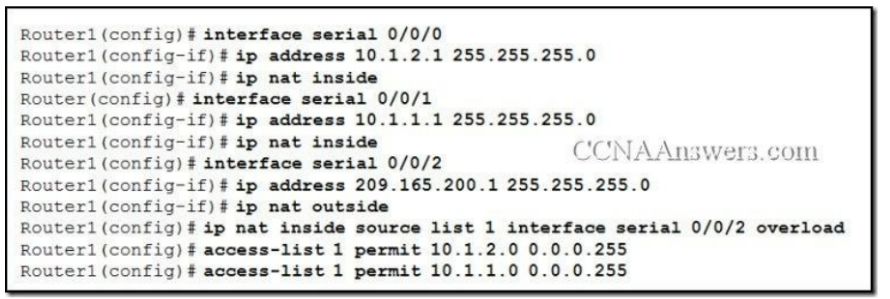 Router1(config)# interface serial 0/0/0
Router1(config-if)# ip address 10.1.2.1 255.255.255.0
Router1(config-if)# ip nat inside
Router(config)# interface serial 0/0/1
Router1(config-if)# ip address 10.1.1.1 255.255.255.0
Router1(config-if)# ip nat inside
CCNAAnswers.com
Router1(config)# interface serial 0/0/2
Router1(config-if)# ip address 209.165.200.1 255.255.255.0
Router1(config-if)# ip nat outside
Router1(config)# ip nat inside source list 1 interface serial 0/0/2 overload
Router1(config)# access-list 1 permit 10.1.2.0 0.0.0.255
Router1(config)# access-list 1 permit 10.1.1.0 0.0.0.255